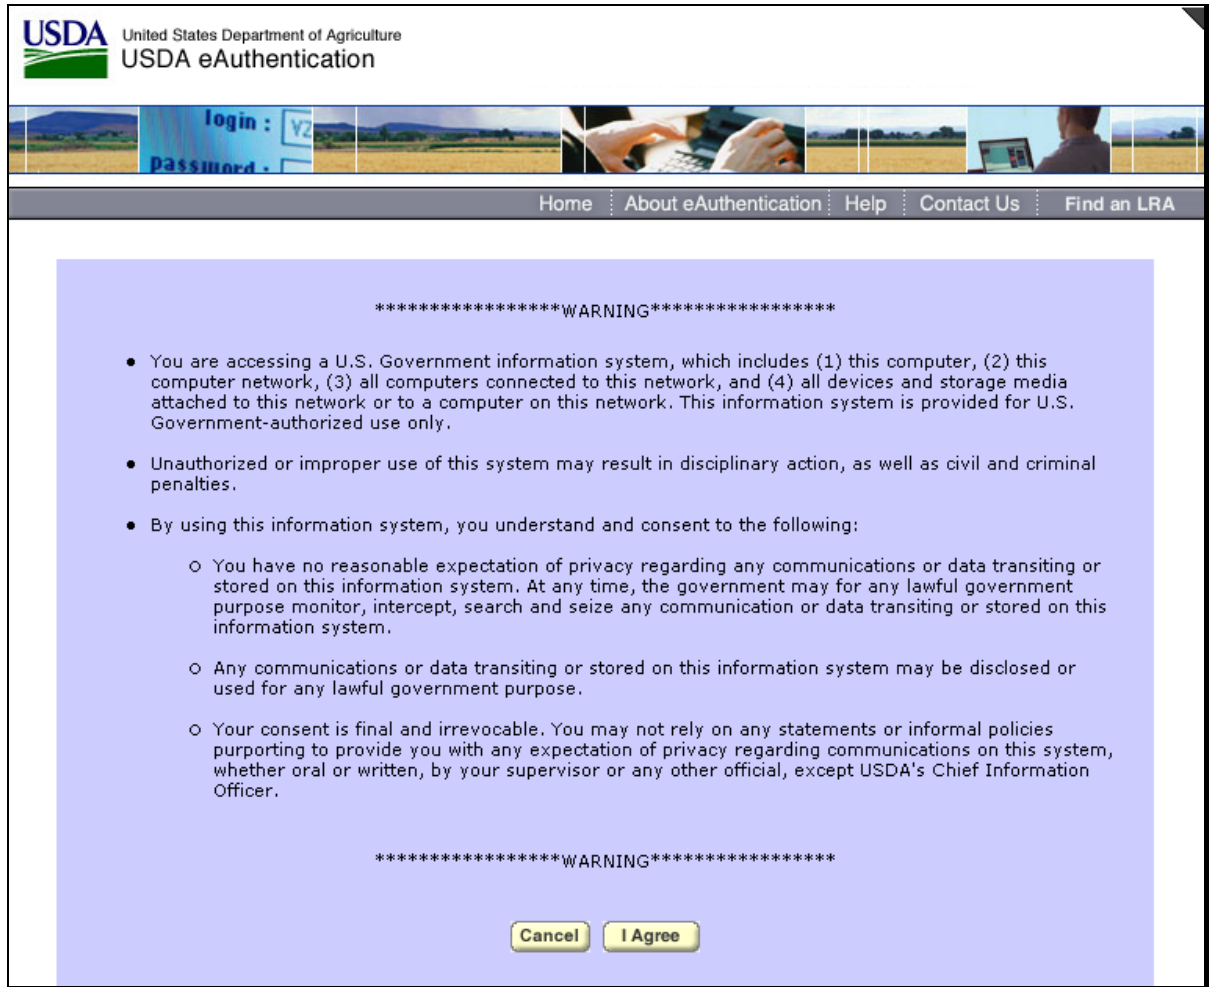 USDA
United States Department of Agriculture
USDA eAuthentication
login :
password :
Home
About eAuthentication
Help
Contact Us
Find an LRA
*****************WARNING*****************
● You are accessing a U.S. Government information system, which includes (1) this computer, (2) this
computer network, (3) all computers connected to this network, and (4) all devices and storage media
attached to this network or to a computer on this network. This information system is provided for U.S.
Government-authorized use only.
● Unauthorized or improper use of this system may result in disciplinary action, as well as civil and criminal
penalties.
● By using this information system, you understand and consent to the following:
○ You have no reasonable expectation of privacy regarding any communications or data transiting or
stored on this information system. At any time, the government may for any lawful government
purpose monitor, intercept, search and seize any communication or data transiting or stored on this
information system.
○ Any communications or data transiting or stored on this information system may be disclosed or
used for any lawful government purpose.
○ Your consent is final and irrevocable. You may not rely on any statements or informal policies
purporting to provide you with any expectation of privacy regarding communications on this system,
whether oral or written, by your supervisor or any other official, except USDA's Chief Information
Officer.
*****************WARNING*****************
Cancel
I Agree